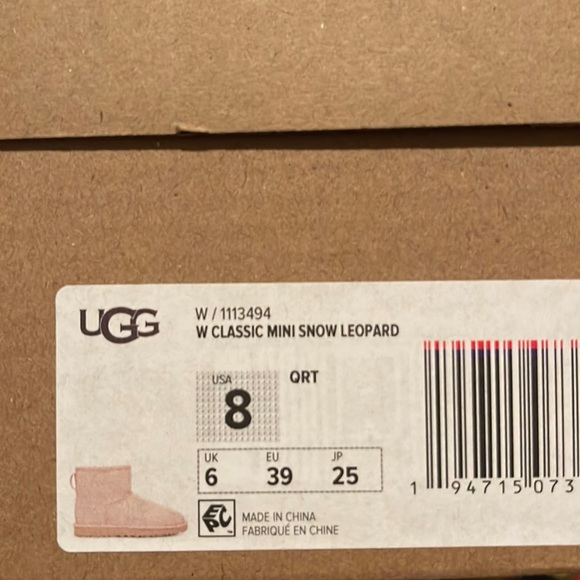 UGG
W / 1113494
W CLASSIC MINI SNOW LEOPARD
USA
QRT
8
UK EU JP
6 39 25
1 94715 073
EPC
MADE IN CHINA
FABRIQUÉ EN CHINE